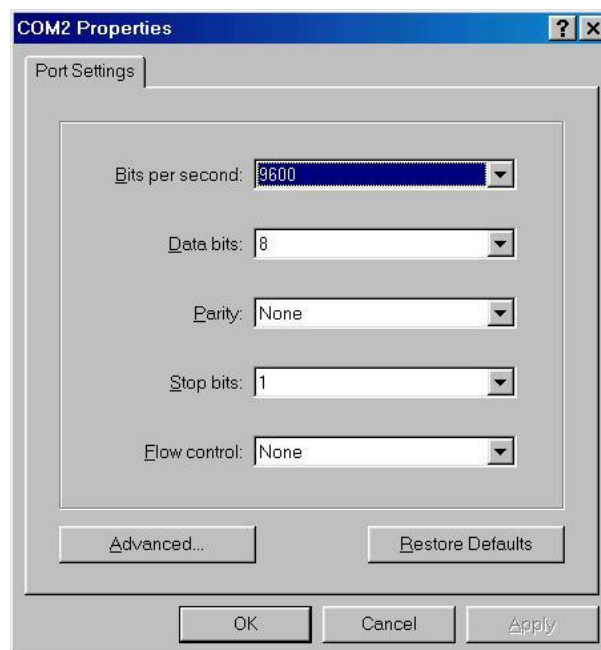 COM2 Properties
Port Settings
Bits per second: 9600
Data bits: 8
Parity: None
Stop bits: 1
Flow control: None
Advanced... Restore Defaults
OK Cancel Apply